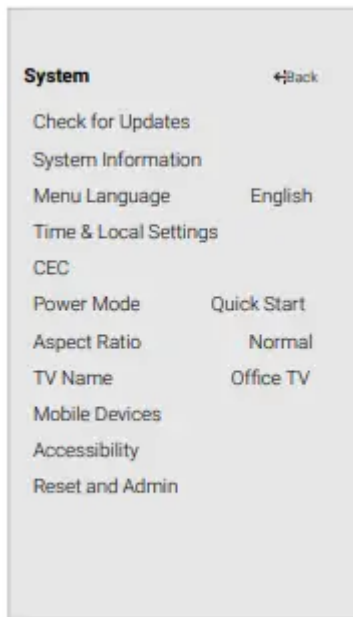 System ←Back
Check for Updates
System Information
Menu Language English
Time & Local Settings
CEC
Power Mode Quick Start
Aspect Ratio Normal
TV Name Office TV
Mobile Devices
Accessibility
Reset and Admin